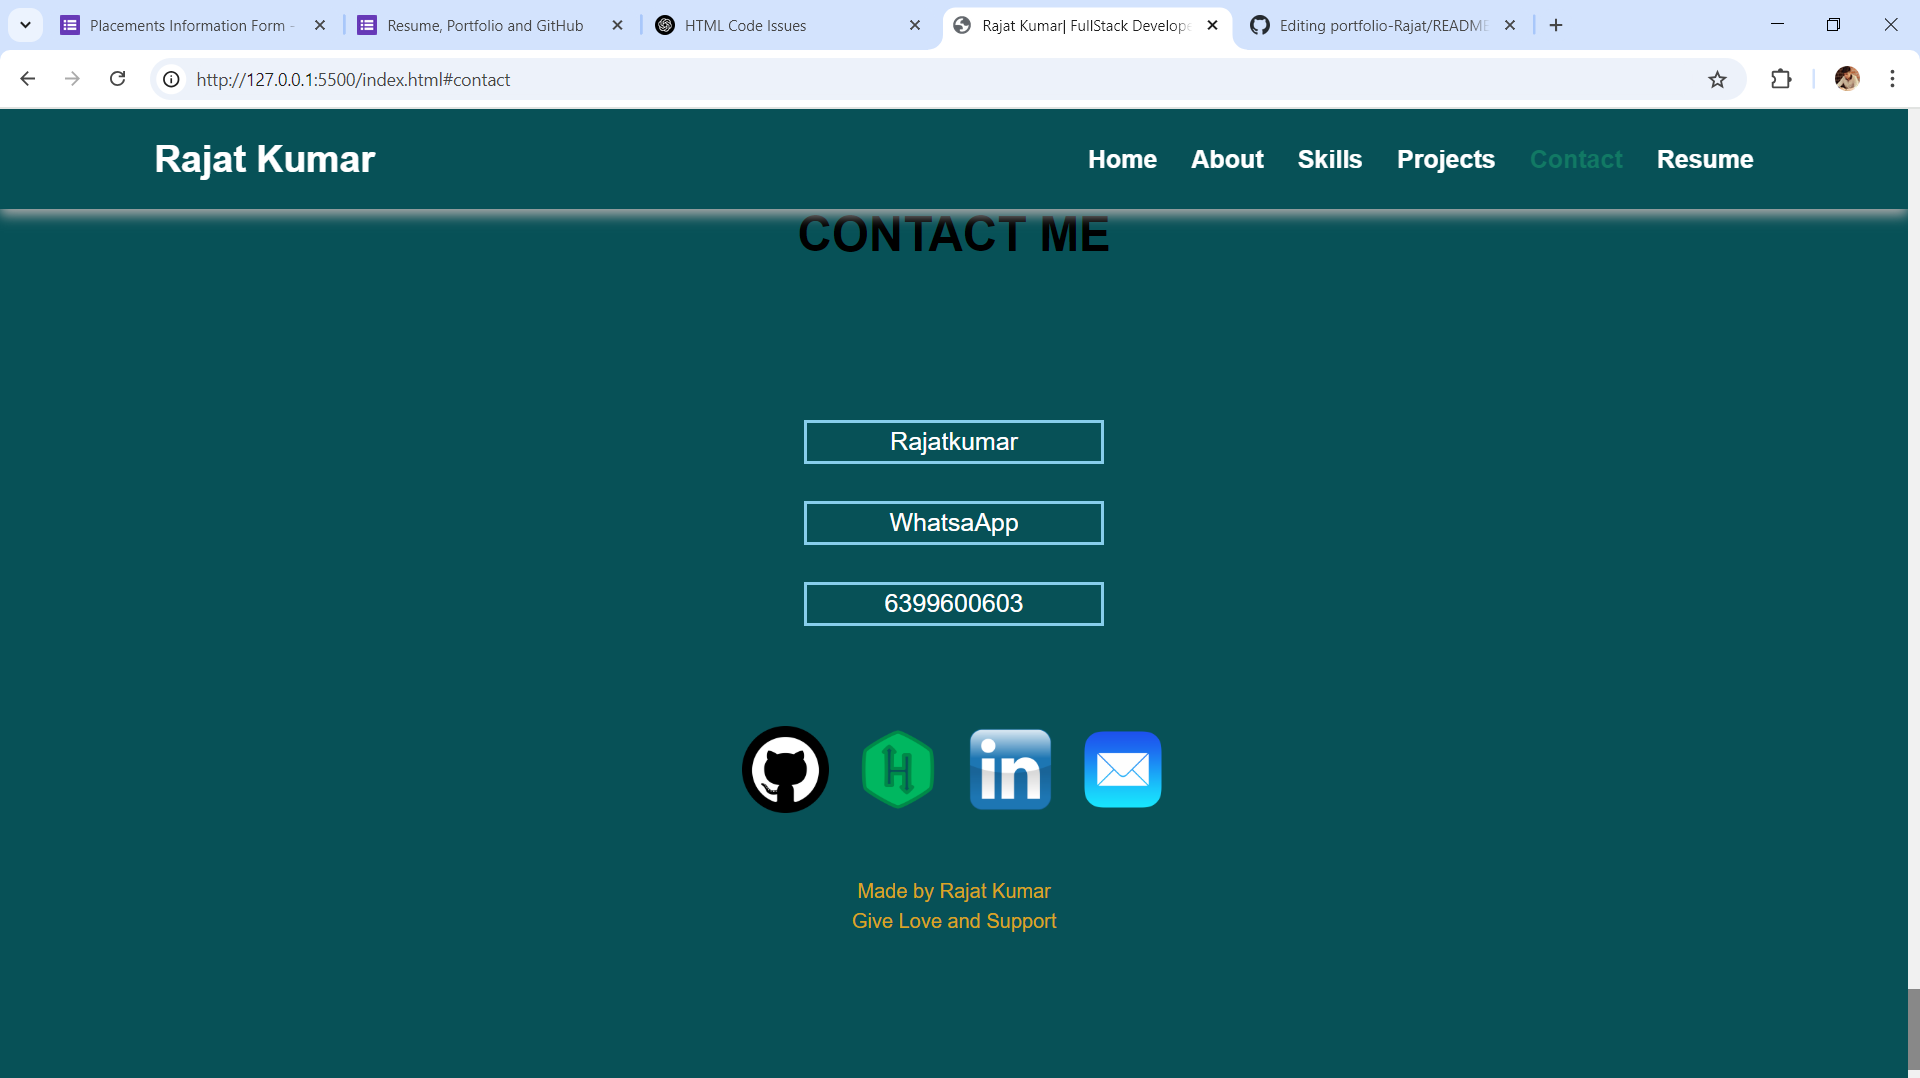 Placements Information Form -
Resume, Portfolio and GitHub
HTML Code Issues
Rajat Kumar| FullStack Develope
Editing portfolio-Rajat/README
http://127.0.0.1:5500/index.html#contact
Rajat Kumar
Home About Skills Projects Contact Resume
CONTACT ME
Rajatkumar
WhatsaApp
6399600603
H
in
Made by Rajat Kumar
Give Love and Support